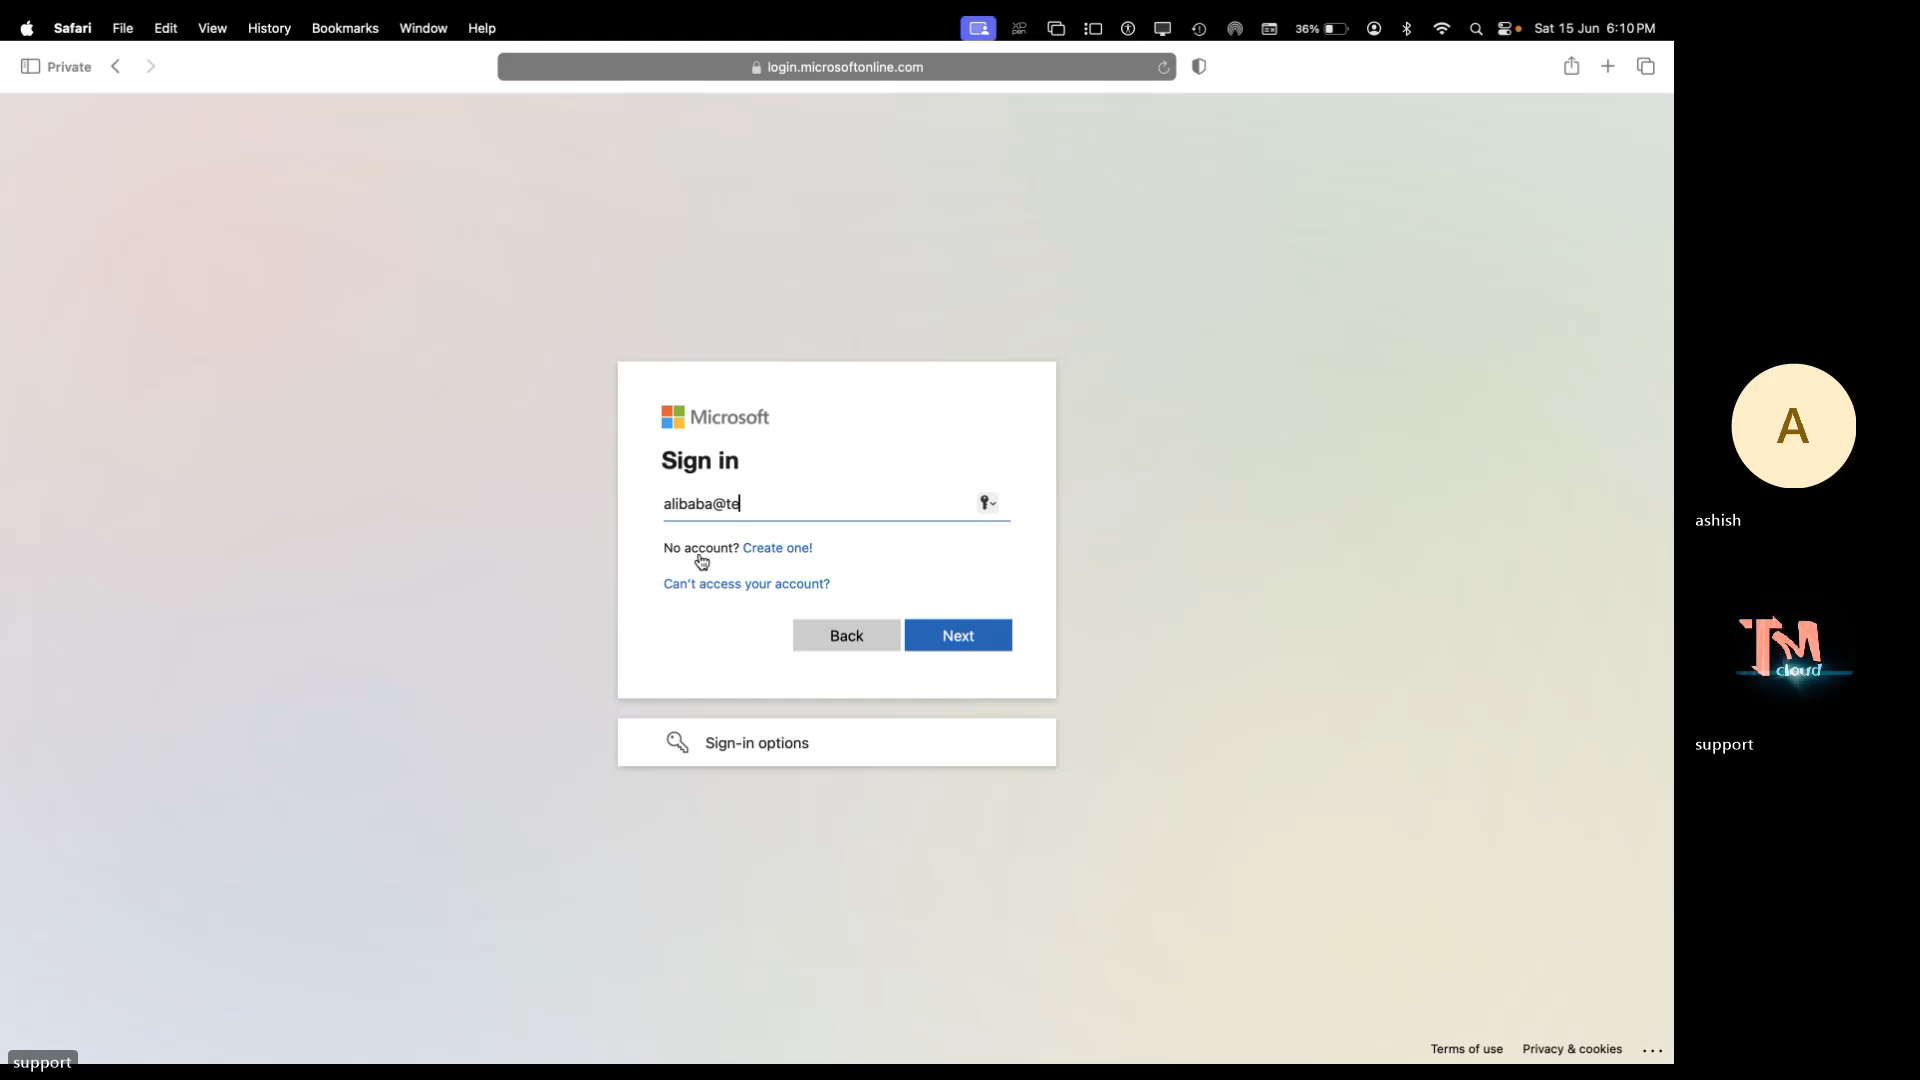 Safari File Edit View History Bookmarks Window Help 36% Sat 15 Jun 6:10 PM
Private login.microsoftonline.com
Microsoft
Sign in
alibaba@te
No account? Create one!
Can't access your account?
Back Next
Sign-in options
A
ashish
TM
cloud
support
Terms of use Privacy & cookies ...
support